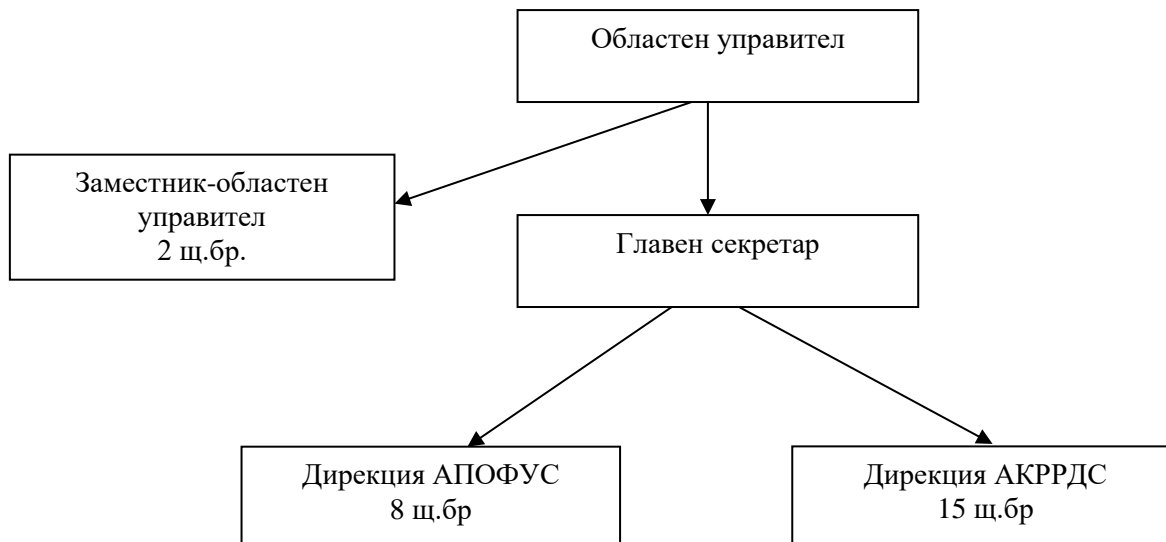 Областен управител
Заместник-областен
управител
2 щ.бр.
Главен секретар
Дирекция АПОФУС
8 щ.бр
Дирекция АКРРДС
15 щ.бр